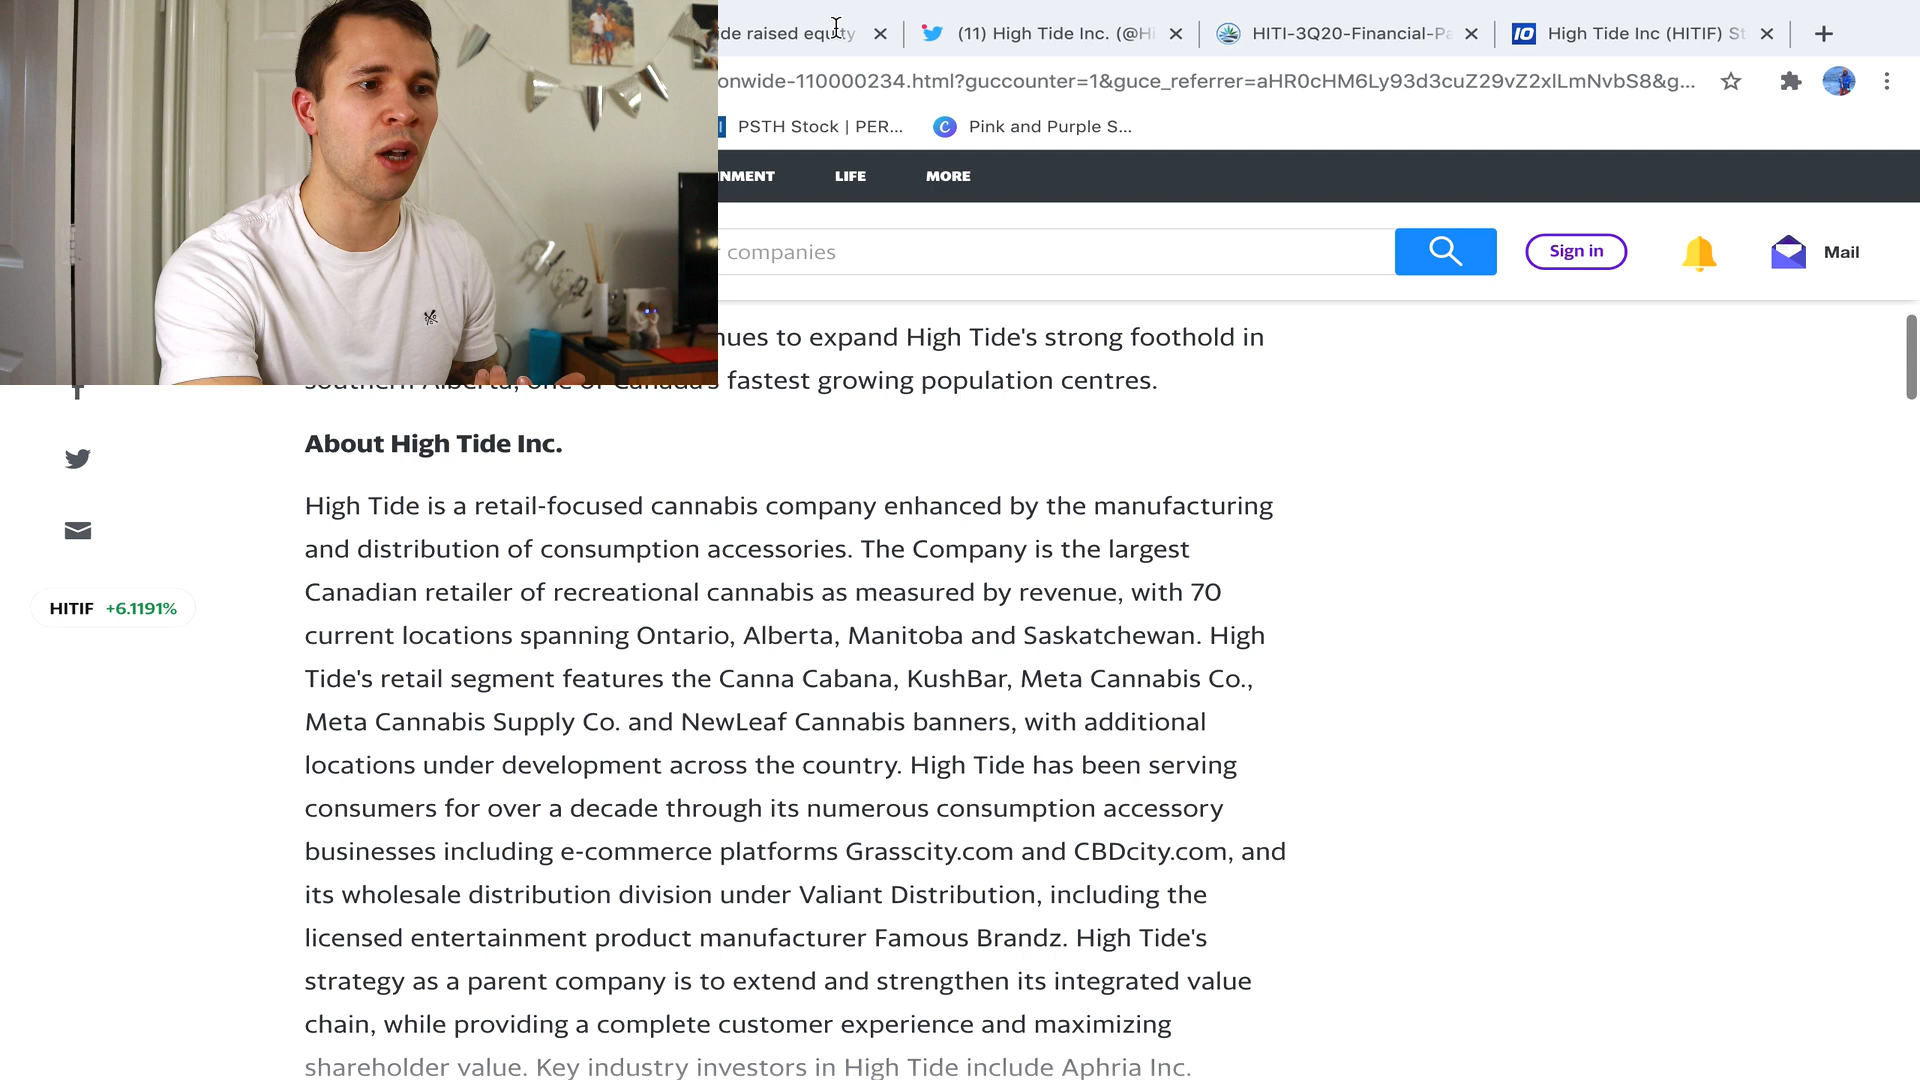 ide raised equity
(11) High Tide Inc. (@Hi
HITI-3Q20-Financial-Pa
High Tide Inc (HITIF) St
onwide-110000234.html?guccounter=1&guce_referrer=aHR0cHM6Ly93d3cuZ29vZ2xlLmNvbS8&g...
PSTH Stock | PER...
Pink and Purple S...
INMENT LIFE MORE
companies
Sign in
Mail
nues to expand High Tide's strong foothold in
southern Alberta, one of Canada's fastest growing population centres.
About High Tide Inc.
High Tide is a retail-focused cannabis company enhanced by the manufacturing
and distribution of consumption accessories. The Company is the largest
Canadian retailer of recreational cannabis as measured by revenue, with 70
current locations spanning Ontario, Alberta, Manitoba and Saskatchewan. High
Tide's retail segment features the Canna Cabana, KushBar, Meta Cannabis Co.,
Meta Cannabis Supply Co. and NewLeaf Cannabis banners, with additional
locations under development across the country. High Tide has been serving
consumers for over a decade through its numerous consumption accessory
businesses including e-commerce platforms Grasscity.com and CBDcity.com, and
its wholesale distribution division under Valiant Distribution, including the
licensed entertainment product manufacturer Famous Brandz. High Tide's
strategy as a parent company is to extend and strengthen its integrated value
chain, while providing a complete customer experience and maximizing
shareholder value. Key industry investors in High Tide include Aphria Inc.
HITIF +6.1191%